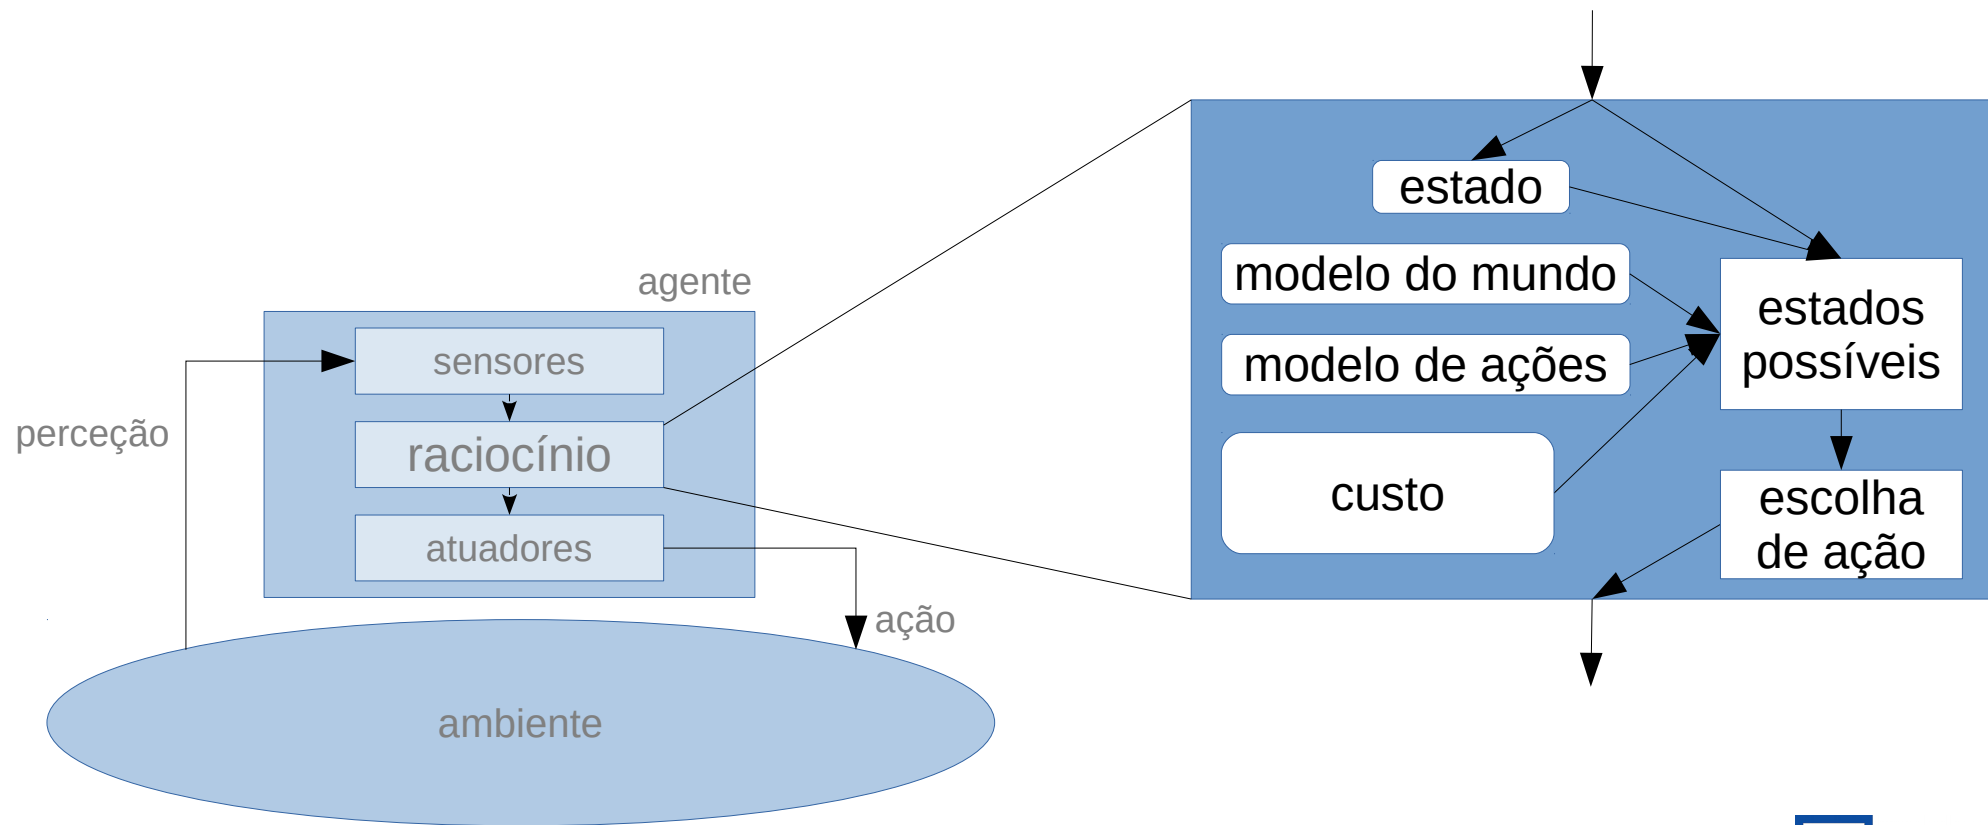 agente
sensores
perceção
raciocínio
atuadores
ação
ambiente
estado
modelo do mundo
modelo de ações
custo
estados
possíveis
escolha
de ação